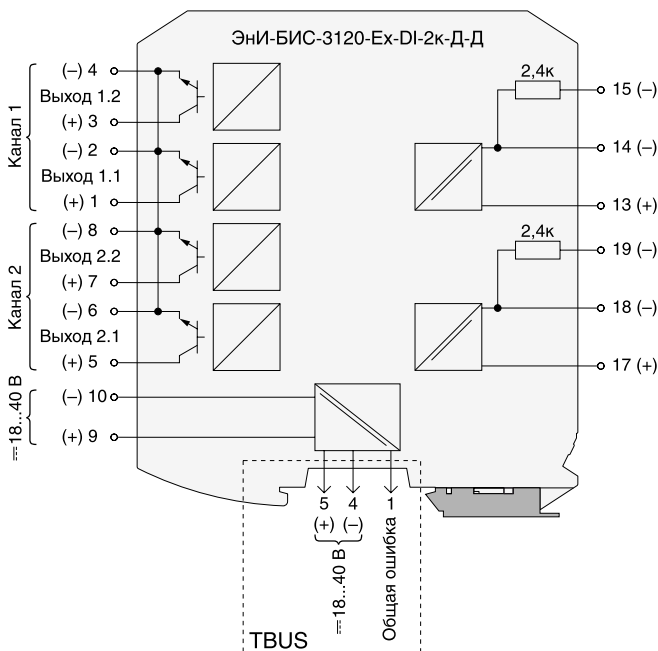 ЭнИ-БИС-3120-Ex-DI-2к-Д-Д
Канал 1
(–) 4
Выход 1.2
(+) 3
(–) 2
Выход 1.1
(+) 1
Канал 2
(–) 8
Выход 2.2
(+) 7
(–) 6
Выход 2.1
(+) 5
⎓18...40 В
(–) 10
(+) 9
2,4к
15 (–)
14 (–)
13 (+)
2,4к
19 (–)
18 (–)
17 (+)
5 4 1
(+) (–)
⎓18...40 В
Общая ошибка
TBUS